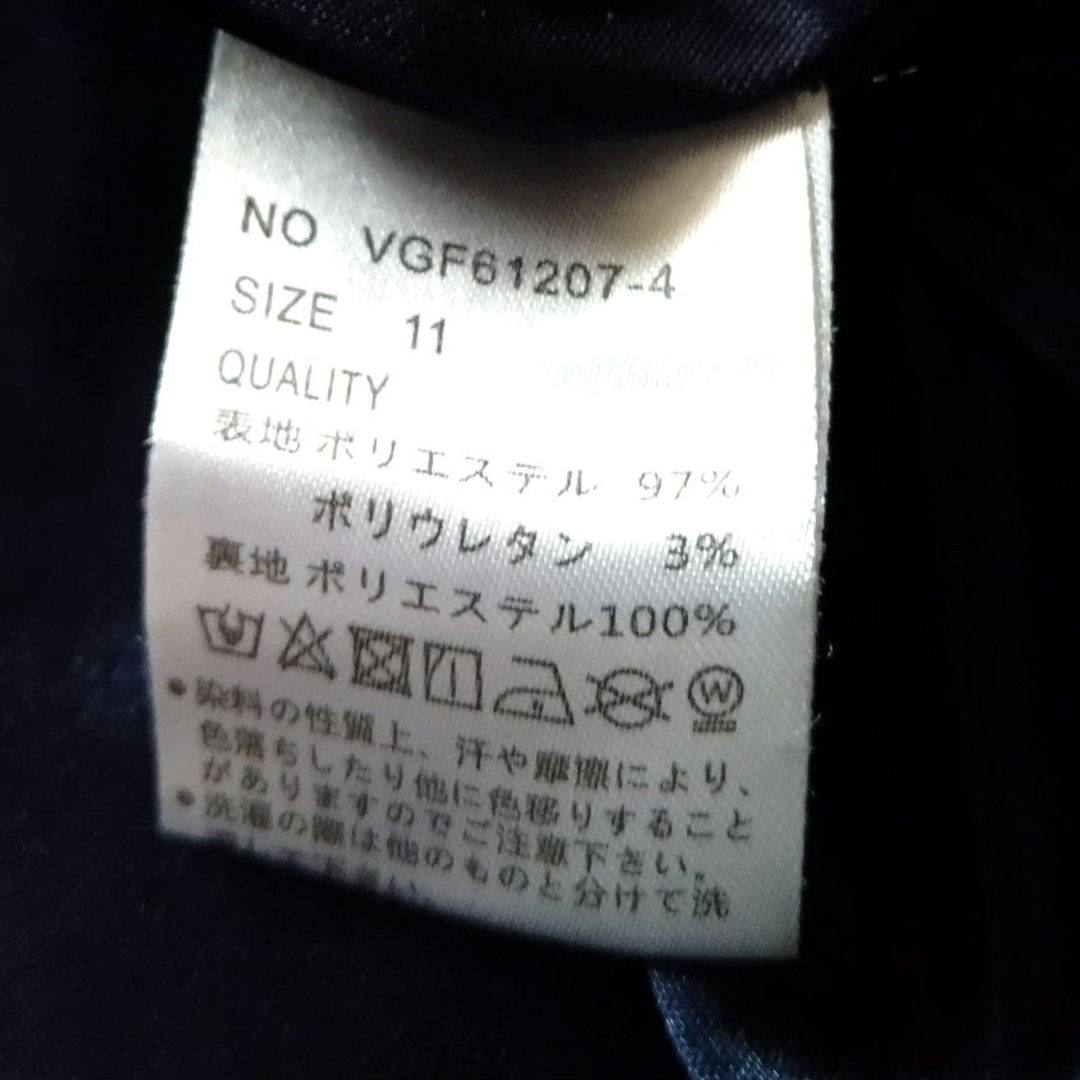 NO VGF61207-4
SIZE 11
QUALITY
表地 ポリエステル 97%
ポリウレタン 3%
裏地 ポリエステル100%
W
●染料の性質上、汗や摩擦により、
色落ちしたり他に色移りすること
がありますのでご注意下さい。
●洗濯の際は他のものと分けて洗
下さい